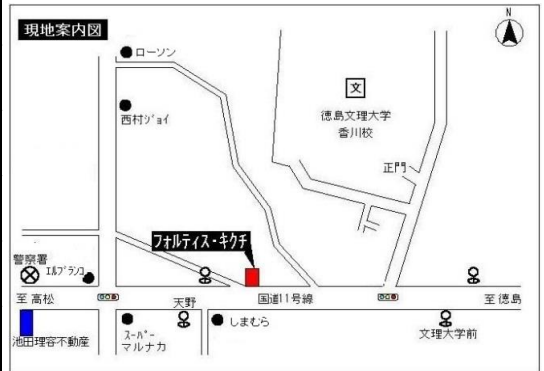 現地案内図
N
ローソン
文
徳島文理大学
香川校
西村ジョイ
正門
フォルティス・キクチ
警察署
エルブランコ
至 高松
天野
国道11号線
至 徳島
池田理容不動産
スーパー
マルナカ
しまむら
文理大学前